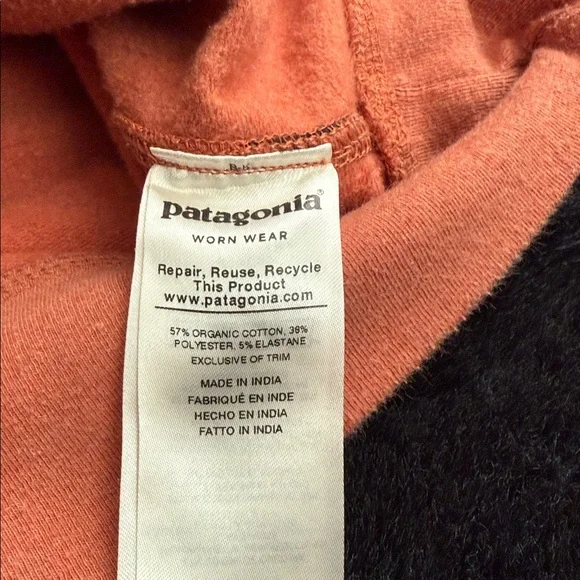 patagonia®
WORN WEAR
Repair, Reuse, Recycle
This Product
www.patagonia.com
57% ORGANIC COTTON, 38%
POLYESTER, 5% ELASTANE
EXCLUSIVE OF TRIM
MADE IN INDIA
FABRIQUÉ EN INDE
HECHO EN INDIA
FATTO IN INDIA